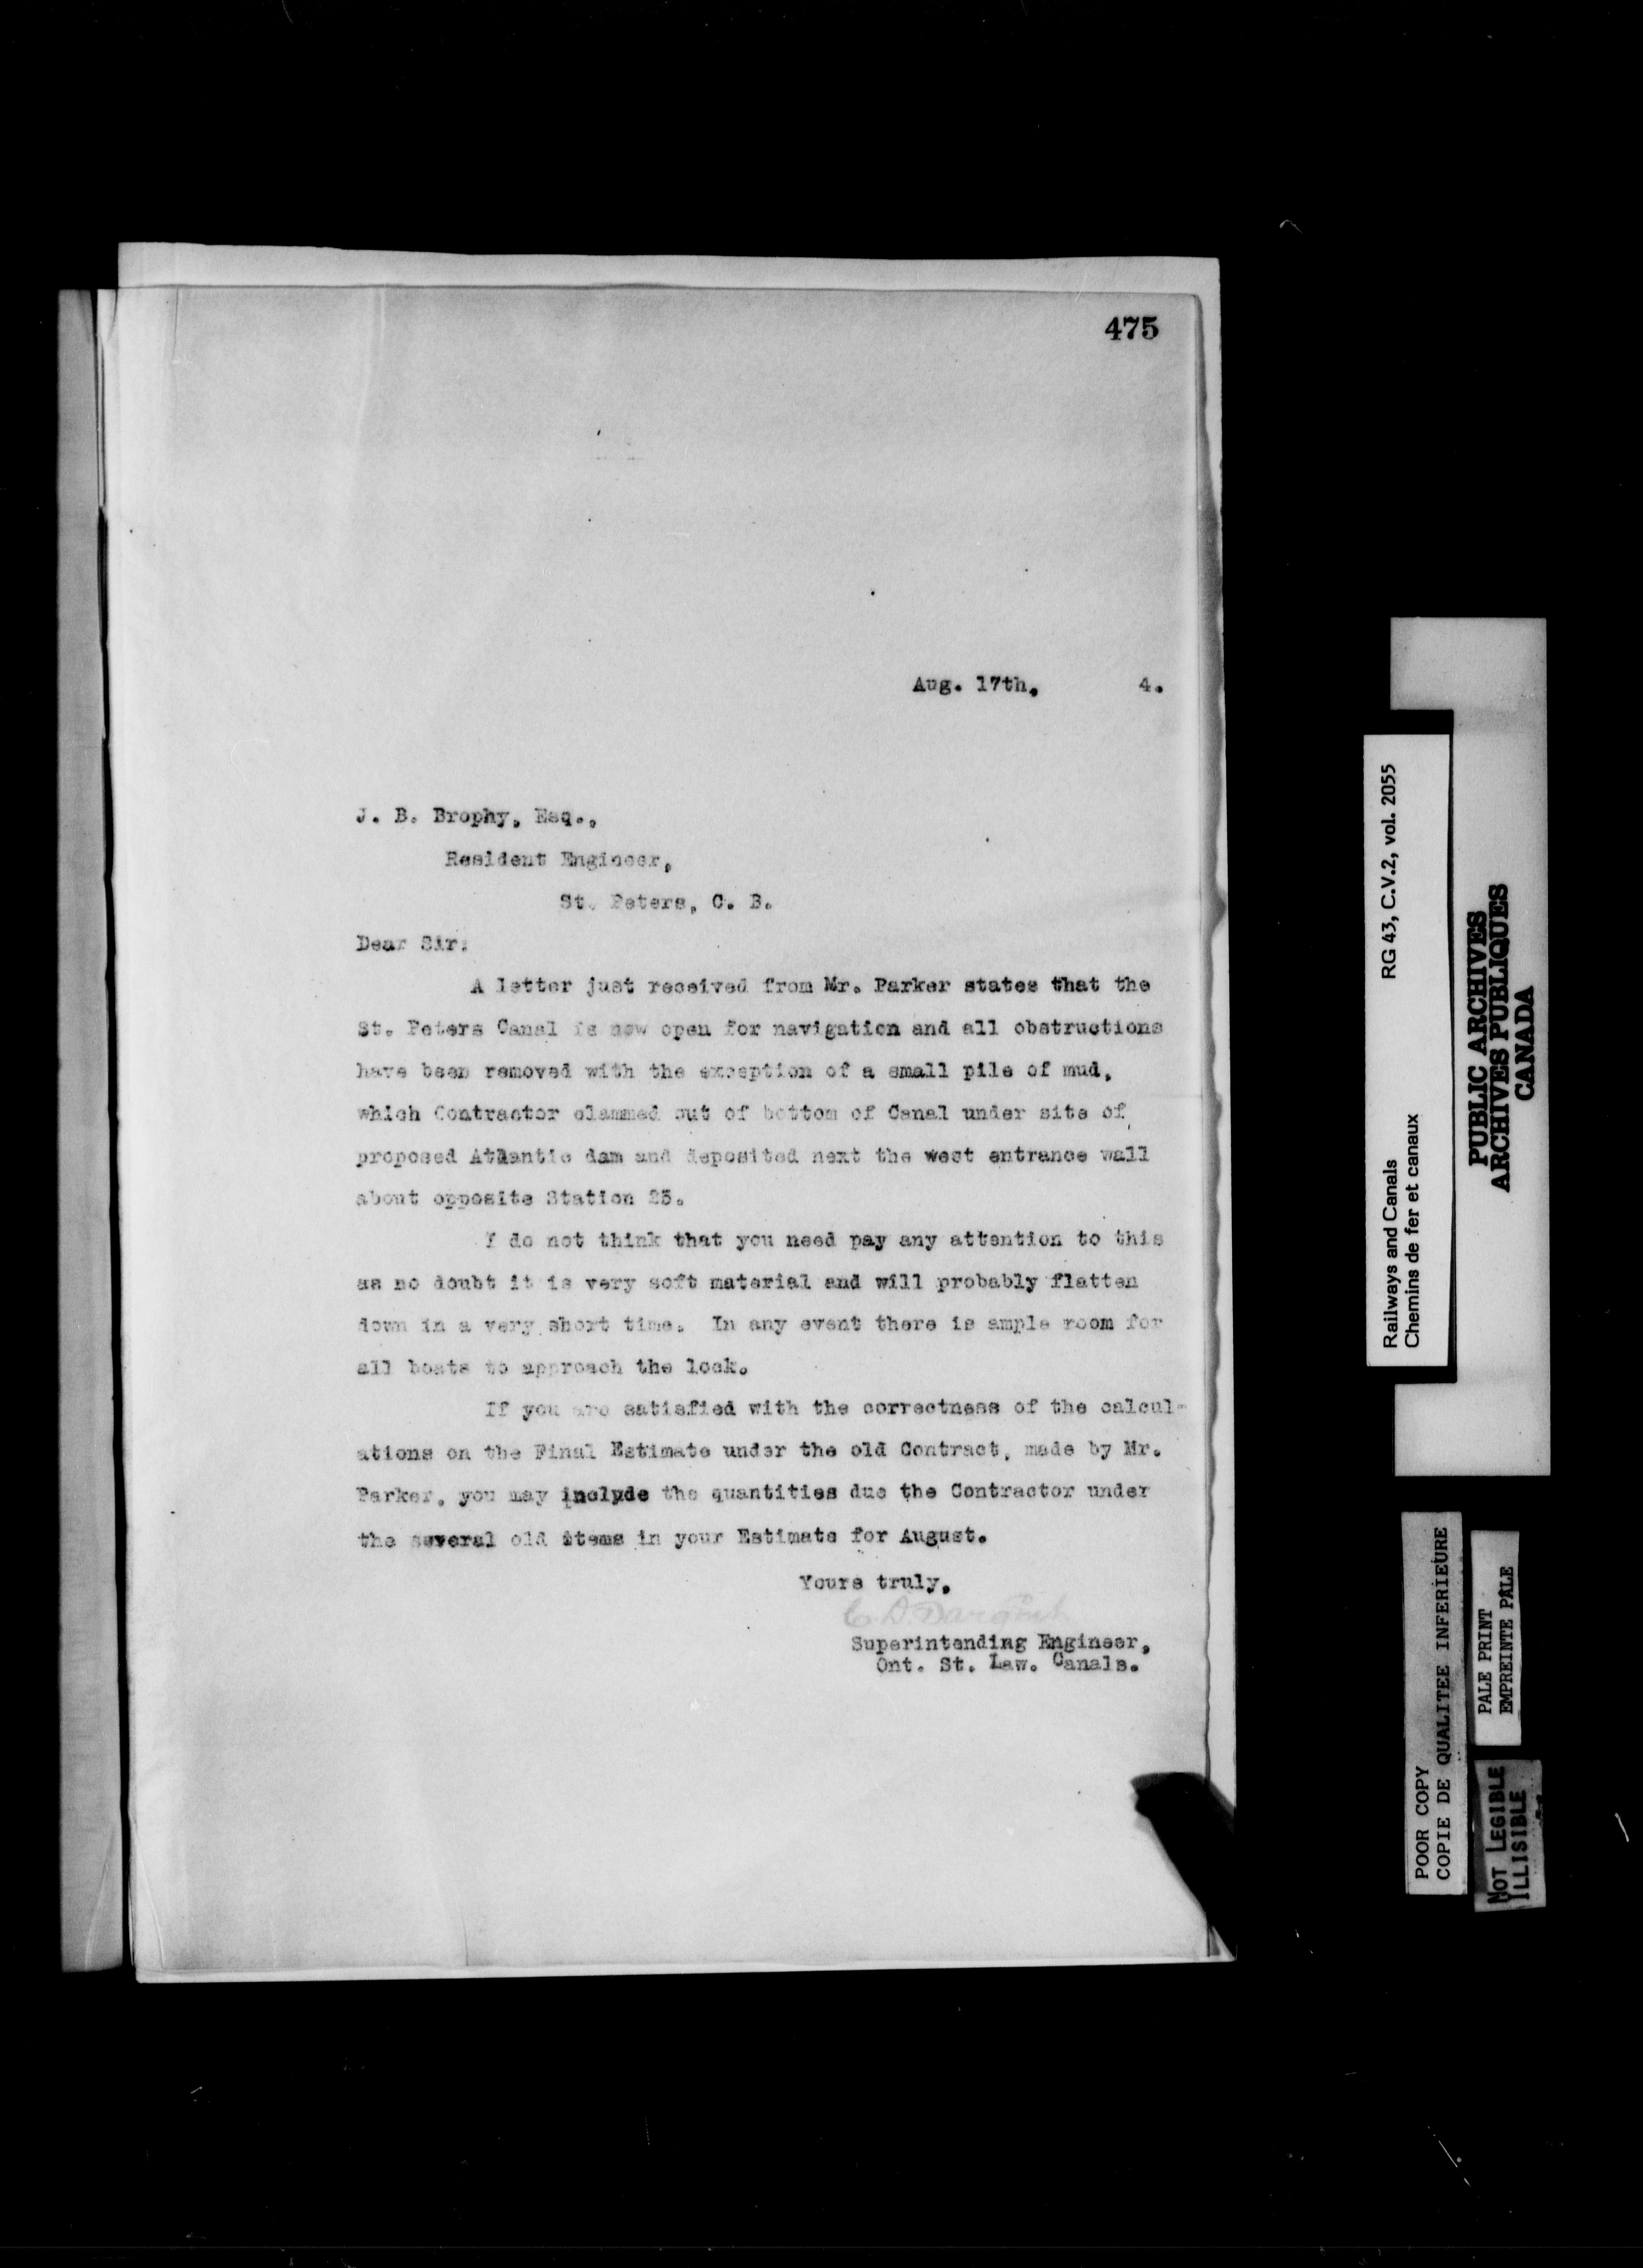 475
Aug. 17th, 4.
J. B. Brophy, Esq.,
Resident Engineer,
St. Peters, C. B.
Dear Sir:
A letter just received from Mr. Parker states that the
St. Peters Canal is now open for navigation and all obstructions
have been removed with the exception of a small pile of mud,
which Contractor clammed out of bottom of Canal under site of
proposed Atlantic dam and deposited next the west entrance wall
about opposite Station 25.
I do not think that you need pay any attention to this
as no doubt it is very soft material and will probably flatten
down in a very short time. In any event there is ample room for
all boats to approach the lock.
If you are satisfied with the correctness of the calcul-
ations on the Final Estimate under the old Contract, made by Mr.
Parker, you may include the quantities due the Contractor under
the several old items in your Estimate for August.
Yours truly,
Superintending Engineer,
Ont. St. Law. Canals.
Railways and Canals RG 43, C.V.2, vol. 2055
Chemins de fer et canaux
PUBLIC ARCHIVES
ARCHIVES PUBLIQUES
CANADA
POOR COPY
COPIE DE QUALITEE INFERIEURE
PALE PRINT
EMPREINTE PALE
NOT LEGIBLE
ILLISIBLE